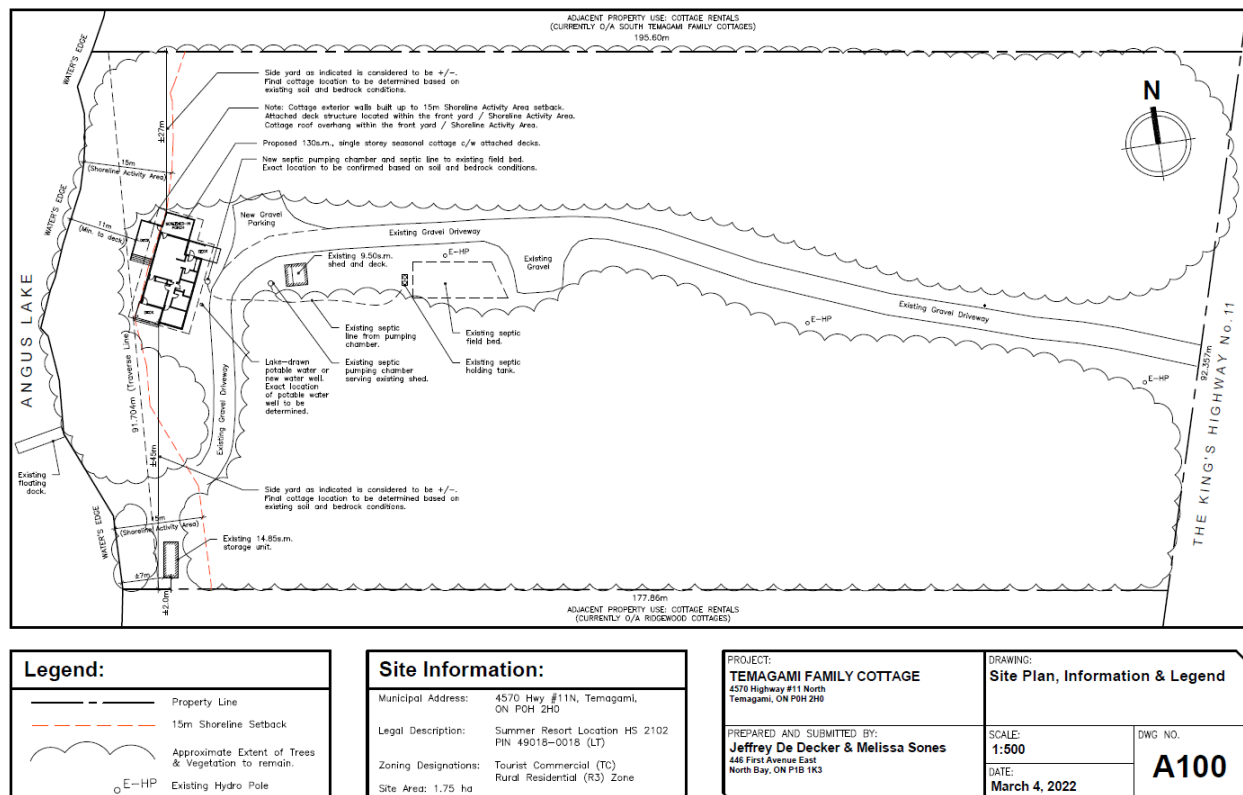 ADJACENT PROPERTY USE: COTTAGE RENTALS
(CURRENTLY O/A SOUTH TEMAGAMI FAMILY COTTAGES)
195.60m
WATER'S EDGE
Side yard as indicated is considered to be +/-.
Final cottage location to be determined based on
existing soil and bedrock conditions.
Note: Cottage exterior walls built up to 15m Shoreline Activity Area setback.
Attached deck structure located within the front yard / Shoreline Activity Area.
Cottage roof overhang within the front yard / Shoreline Activity Area.
±27m
Proposed 130s.m., single storey seasonal cottage c/w attached decks.
New septic pumping chamber and septic line to existing field bed.
Exact location to be confirmed based on soil and bedrock conditions.
N
15m
(Shoreline Activity Area)
WATER'S EDGE
11m
(Min. to deck)
New Gravel
Parking
DECK
PORCH
DECK
DECK
Existing Gravel Driveway
Existing 9.50s.m.
shed and deck.
E-HP
Existing
Gravel
Existing Gravel Driveway
E-HP
E-HP
ANGUS LAKE
91.704m (Traverse Line)
Existing septic
line from pumping
chamber.
Existing septic
field bed.
Lake-drawn
potable water or
new water well.
Exact location
of potable water
well to be
determined.
Existing septic
pumping chamber
serving existing shed.
Existing septic
holding tank.
Existing Gravel Driveway
92.357m
THE KING'S HIGHWAY No.11
±45m
Existing
floating
dock.
Side yard as indicated is considered to be +/-.
Final cottage location to be determined based on
existing soil and bedrock conditions.
WATER'S EDGE
15m
(Shoreline Activity Area)
Existing 14.85s.m.
storage unit.
±7m
±2.0m
177.86m
ADJACENT PROPERTY USE: COTTAGE RENTALS
(CURRENTLY O/A RIDGEWOOD COTTAGES)
Legend:
Property Line
15m Shoreline Setback
Approximate Extent of Trees
& Vegetation to remain.
E-HP Existing Hydro Pole
Site Information:
Municipal Address: 4570 Hwy #11N, Temagami,
ON P0H 2H0
Legal Description: Summer Resort Location HS 2102
PIN 49018-0018 (LT)
Zoning Designations: Tourist Commercial (TC)
Rural Residential (R3) Zone
Site Area: 1.75 ha
PROJECT:
TEMAGAMI FAMILY COTTAGE
4570 Highway #11 North
Temagami, ON P0H 2H0
PREPARED AND SUBMITTED BY:
Jeffrey De Decker & Melissa Sones
446 First Avenue East
North Bay, ON P1B 1K3
DRAWING:
Site Plan, Information & Legend
SCALE:
1:500
DATE:
March 4, 2022
DWG NO.
A100